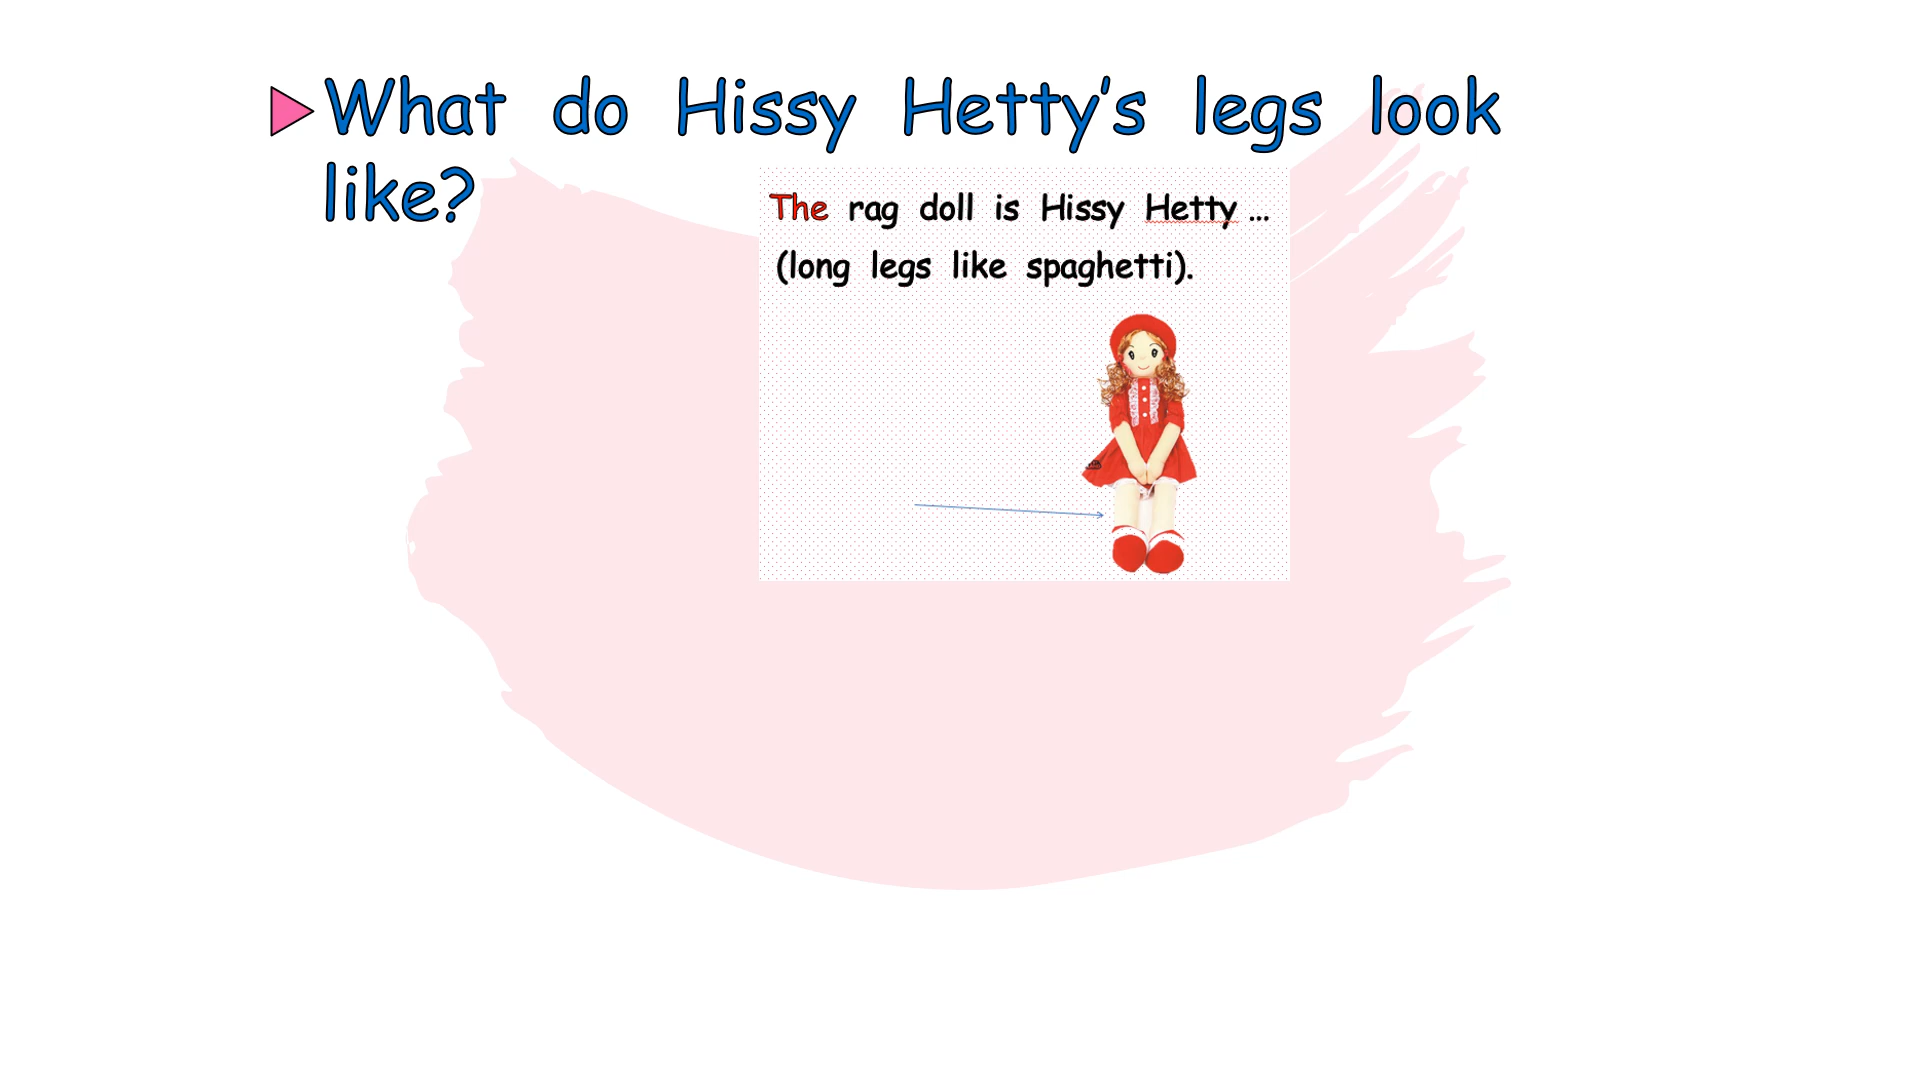 What do Hissy Hetty’s legs look
like?
The rag doll is Hissy Hetty ...
(long legs like spaghetti).